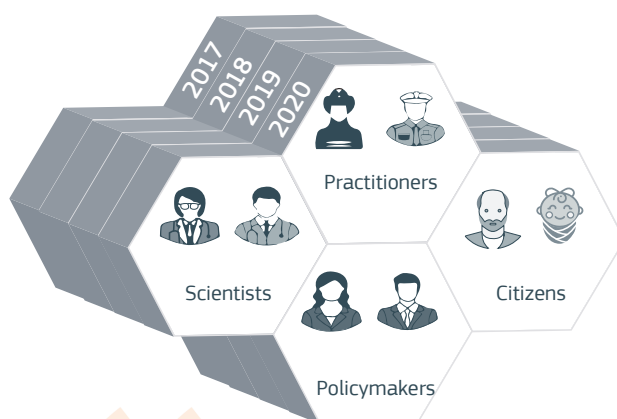 2017
2018
2019
2020
Practitioners
Scientists
Citizens
Policymakers